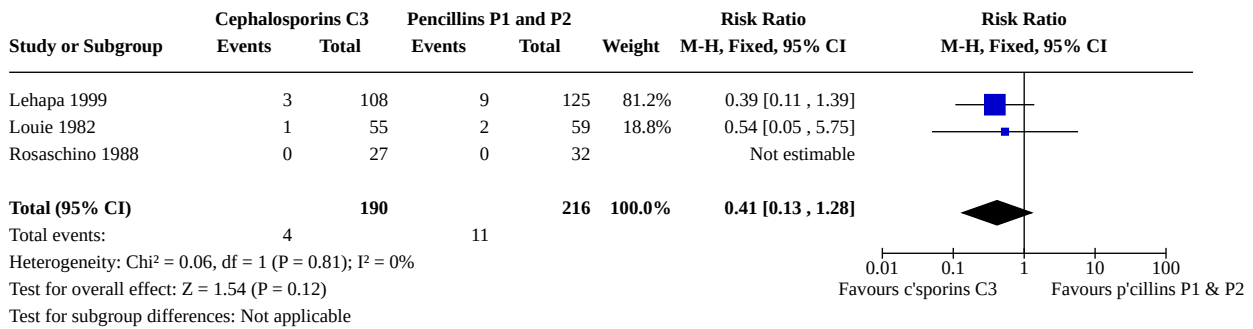 Cephalosporins C3 Pencillins P1 and P2 Risk Ratio Risk Ratio
Study or Subgroup Events Total Events Total Weight M-H, Fixed, 95% CI M-H, Fixed, 95% CI
Lehapa 1999 3 108 9 125 81.2% 0.39 [0.11 , 1.39]
Louie 1982 1 55 2 59 18.8% 0.54 [0.05 , 5.75]
Rosaschino 1988 0 27 0 32 Not estimable
Total (95% CI) 190 216 100.0% 0.41 [0.13 , 1.28]
Total events: 4 11
Heterogeneity: Chi² = 0.06, df = 1 (P = 0.81); I² = 0%
0.01 0.1 1 10 100
Test for overall effect: Z = 1.54 (P = 0.12) Favours c'sporins C3 Favours p'cillins P1 & P2
Test for subgroup differences: Not applicable